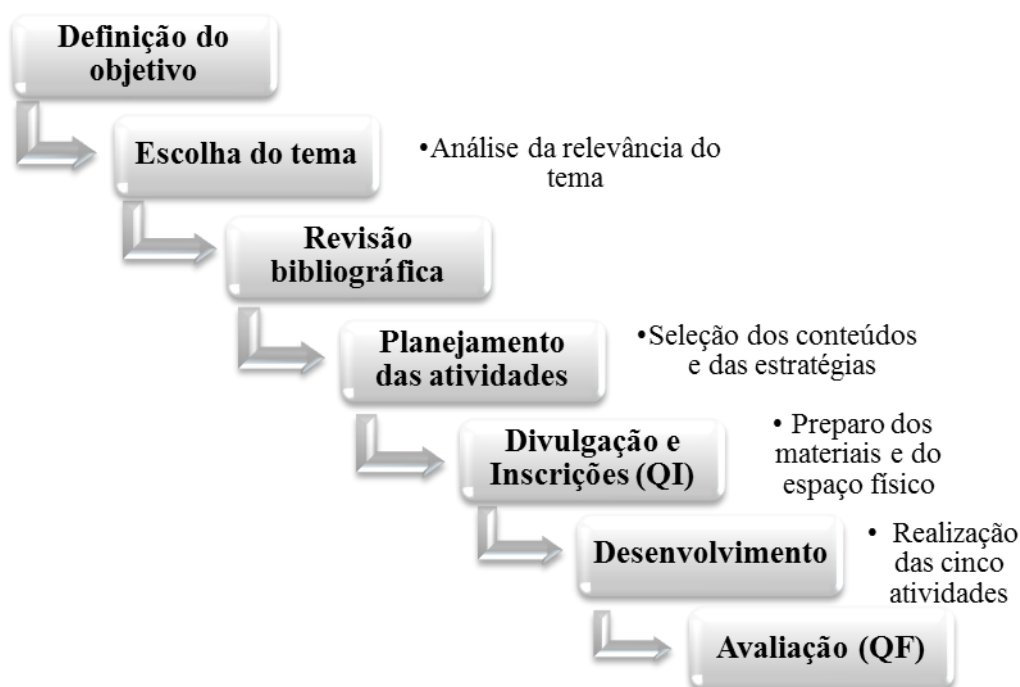 Definição do
objetivo
Escolha do tema
•Análise da relevância do
tema
Revisão
bibliográfica
Planejamento
das atividades
•Seleção dos conteúdos
e das estratégias
Divulgação e
Inscrições (QI)
• Preparo dos
materiais e do
espaço físico
Desenvolvimento
• Realização
das cinco
atividades
Avaliação (QF)